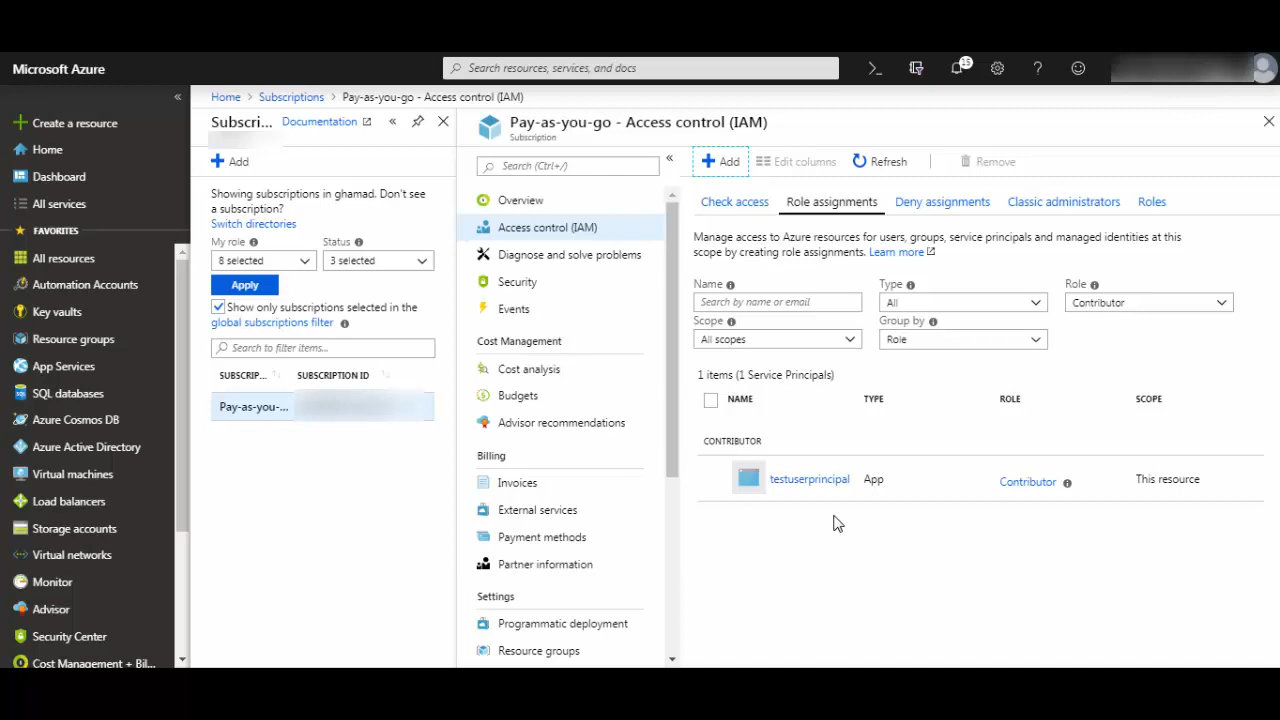 Microsoft Azure
Search resources, services, and docs
15
Home > Subscriptions > Pay-as-you-go - Access control (IAM)
Create a resource
Home
Dashboard
All services
FAVORITES
All resources
Automation Accounts
Key vaults
Resource groups
App Services
SQL databases
Azure Cosmos DB
Azure Active Directory
Virtual machines
Load balancers
Storage accounts
Virtual networks
Monitor
Advisor
Security Center
Cost Management + Bil...
Subscri... Documentation
Add
Showing subscriptions in ghamad. Don't see
a subscription?
Switch directories
My role Status
8 selected 3 selected
Apply
Show only subscriptions selected in the
global subscriptions filter
Search to filter items...
SUBSCRIP... SUBSCRIPTION ID
Pay-as-you-...
Pay-as-you-go - Access control (IAM)
Subscription
Search (Ctrl+/)
Overview
Access control (IAM)
Diagnose and solve problems
Security
Events
Cost Management
Cost analysis
Budgets
Advisor recommendations
Billing
Invoices
External services
Payment methods
Partner information
Settings
Programmatic deployment
Resource groups
Add Edit columns Refresh Remove
Check access Role assignments Deny assignments Classic administrators Roles
Manage access to Azure resources for users, groups, service principals and managed identities at this
scope by creating role assignments. Learn more
Name Type Role
Search by name or email All Contributor
Scope Group by
All scopes Role
1 items (1 Service Principals)
NAME TYPE ROLE SCOPE
CONTRIBUTOR
testuserprincipal App Contributor This resource